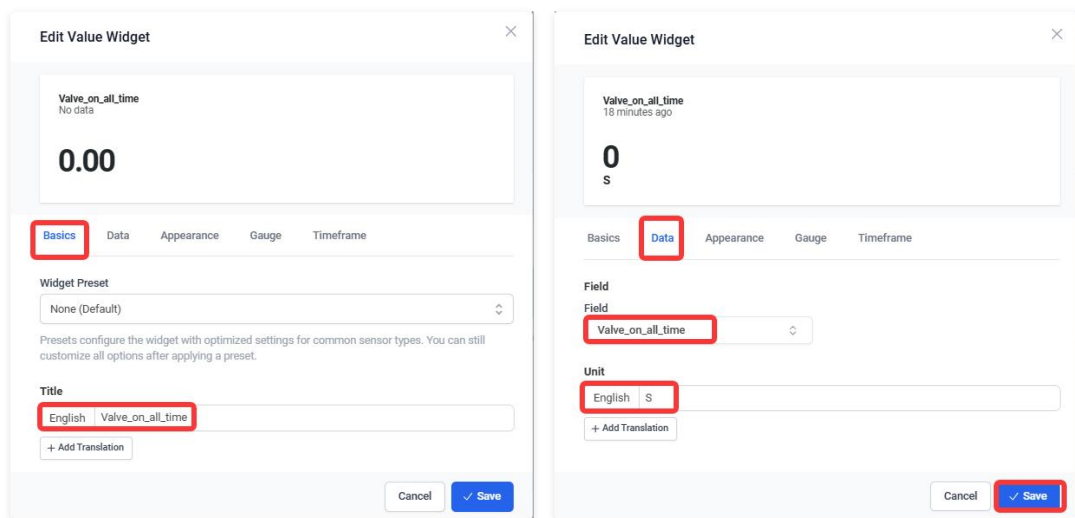 Edit Value Widget
Valve_on_all_time
No data
0.00
Basics Data Appearance Gauge Timeframe
Widget Preset
None (Default)
Presets configure the widget with optimized settings for common sensor types. You can still
customize all options after applying a preset.
Title
English Valve_on_all_time
+ Add Translation
Cancel ✓ Save
Edit Value Widget
Valve_on_all_time
18 minutes ago
0
S
Basics Data Appearance Gauge Timeframe
Field
Field
Valve_on_all_time
Unit
English S
+ Add Translation
Cancel ✓ Save